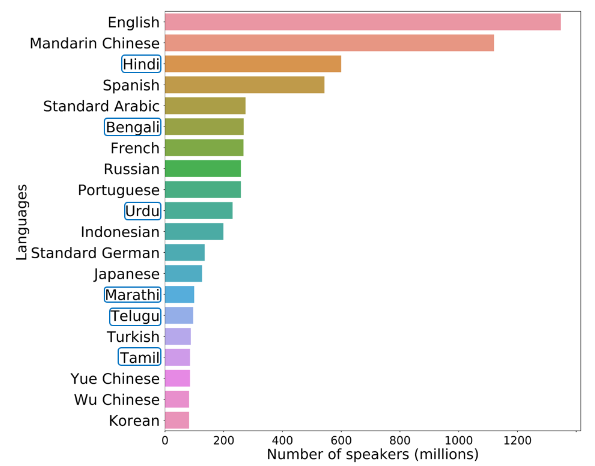 English
Mandarin Chinese
Hindi
Spanish
Standard Arabic
Bengali
French
Russian
Portuguese
Urdu
Indonesian
Standard German
Japanese
Marathi
Telugu
Turkish
Tamil
Yue Chinese
Wu Chinese
Korean
Languages
0 200 400 600 800 1000 1200
Number of speakers (millions)